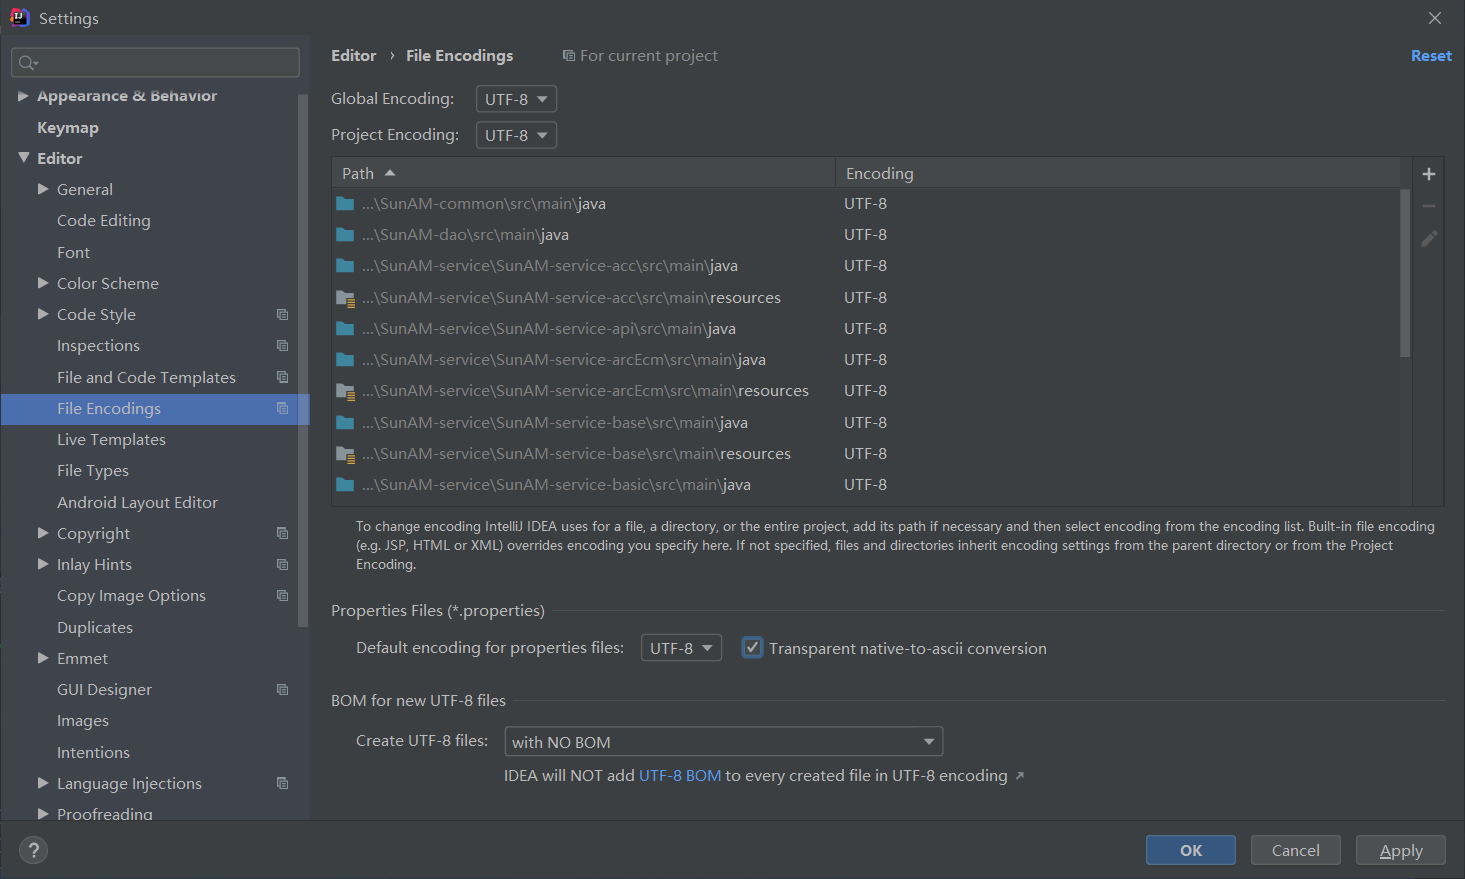 Settings
Editor › File Encodings For current project Reset
Appearance & Behavior
Keymap
Editor
General
Code Editing
Font
Color Scheme
Code Style
Inspections
File and Code Templates
File Encodings
Live Templates
File Types
Android Layout Editor
Copyright
Inlay Hints
Copy Image Options
Duplicates
Emmet
GUI Designer
Images
Intentions
Language Injections
Proofreading
Global Encoding: UTF-8
Project Encoding: UTF-8
Path Encoding
...\SunAM-common\src\main\java UTF-8
...\SunAM-dao\src\main\java UTF-8
...\SunAM-service\SunAM-service-acc\src\main\java UTF-8
...\SunAM-service\SunAM-service-acc\src\main\resources UTF-8
...\SunAM-service\SunAM-service-api\src\main\java UTF-8
...\SunAM-service\SunAM-service-arcEcm\src\main\java UTF-8
...\SunAM-service\SunAM-service-arcEcm\src\main\resources UTF-8
...\SunAM-service\SunAM-service-base\src\main\java UTF-8
...\SunAM-service\SunAM-service-base\src\main\resources UTF-8
...\SunAM-service\SunAM-service-basic\src\main\java UTF-8
To change encoding IntelliJ IDEA uses for a file, a directory, or the entire project, add its path if necessary and then select encoding from the encoding list. Built-in file encoding
(e.g. JSP, HTML or XML) overrides encoding you specify here. If not specified, files and directories inherit encoding settings from the parent directory or from the Project
Encoding.
Properties Files (*.properties)
Default encoding for properties files: UTF-8 Transparent native-to-ascii conversion
BOM for new UTF-8 files
Create UTF-8 files: with NO BOM
IDEA will NOT add UTF-8 BOM to every created file in UTF-8 encoding ↗
? OK Cancel Apply